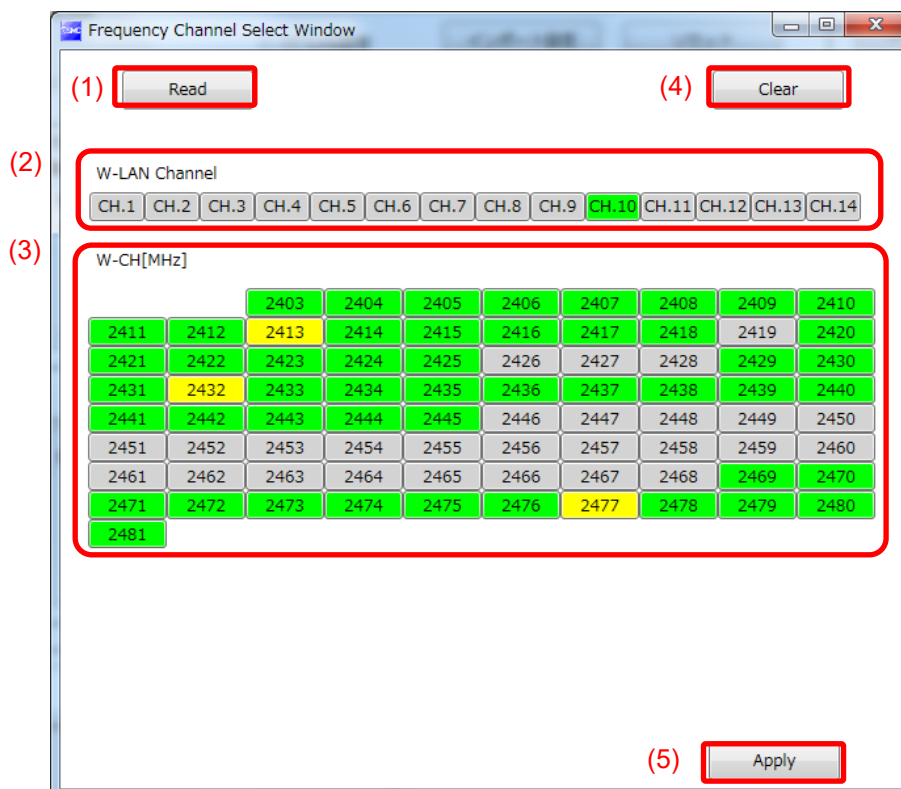 Frequency Channel Select Window
(1) Read (4) Clear
(2)
W-LAN Channel
CH.1 CH.2 CH.3 CH.4 CH.5 CH.6 CH.7 CH.8 CH.9 CH.10 CH.11 CH.12 CH.13 CH.14
(3)
W-CH[MHz]
2403 2404 2405 2406 2407 2408 2409 2410
2411 2412 2413 2414 2415 2416 2417 2418 2419 2420
2421 2422 2423 2424 2425 2426 2427 2428 2429 2430
2431 2432 2433 2434 2435 2436 2437 2438 2439 2440
2441 2442 2443 2444 2445 2446 2447 2448 2449 2450
2451 2452 2453 2454 2455 2456 2457 2458 2459 2460
2461 2462 2463 2464 2465 2466 2467 2468 2469 2470
2471 2472 2473 2474 2475 2476 2477 2478 2479 2480
2481
(5) Apply